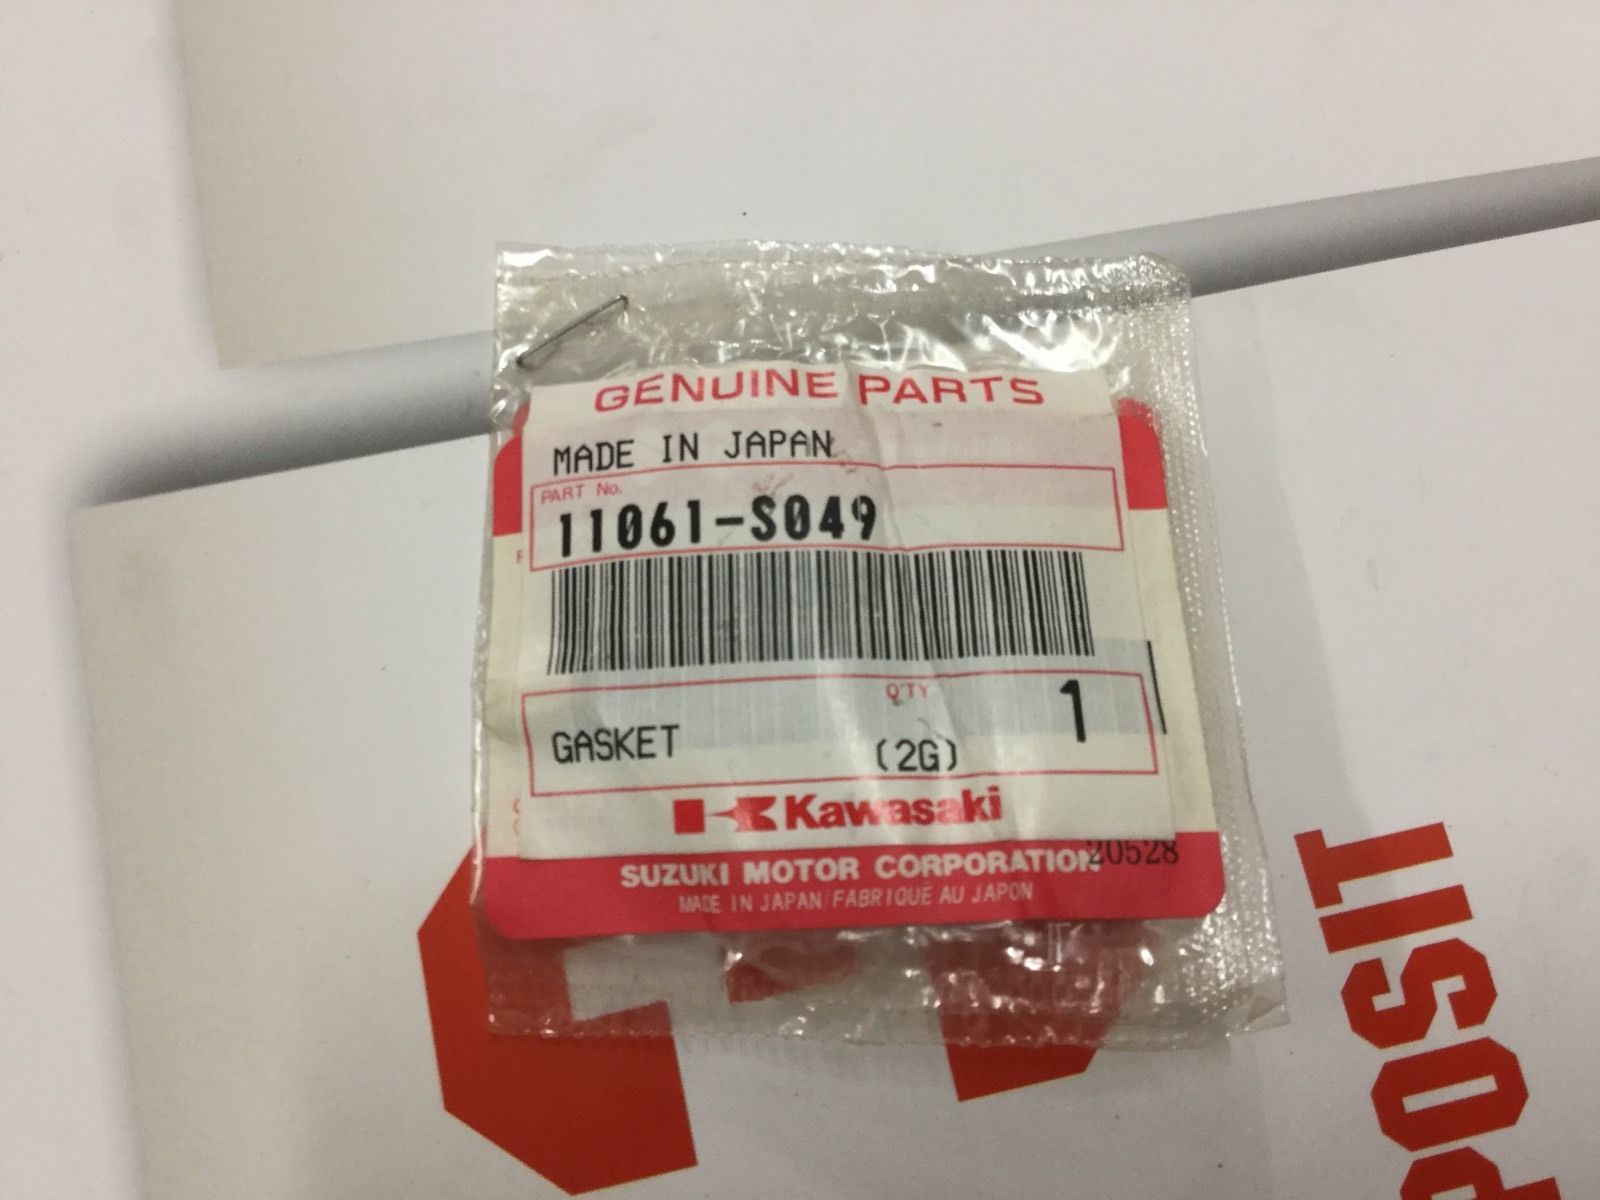 GENUINE PARTS
MADE IN JAPAN
PART No.
11061-S049
Q'TY
1
GASKET
(2G)
Kawasaki
SUZUKI MOTOR CORPORATION
20528
MADE IN JAPAN/FABRIQUE AU JAPON
POSIT